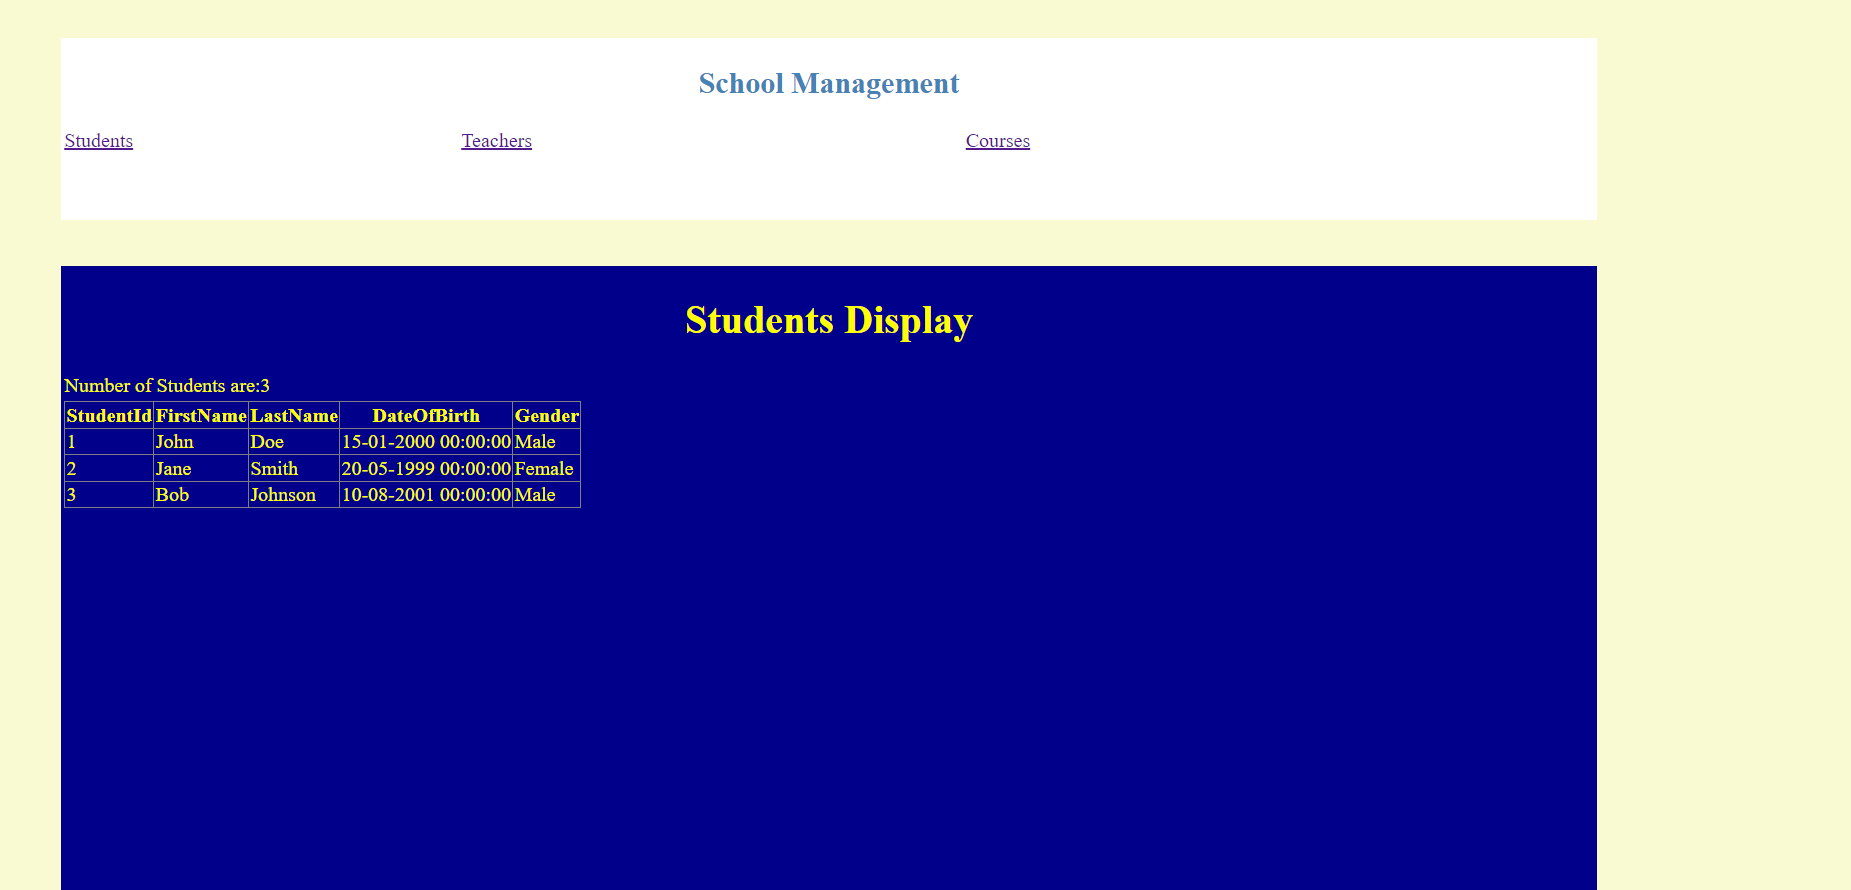 School Management
Students Teachers Courses
Students Display
Number of Students are:3
StudentId FirstName LastName DateOfBirth Gender
1 John Doe 15-01-2000 00:00:00 Male
2 Jane Smith 20-05-1999 00:00:00 Female
3 Bob Johnson 10-08-2001 00:00:00 Male